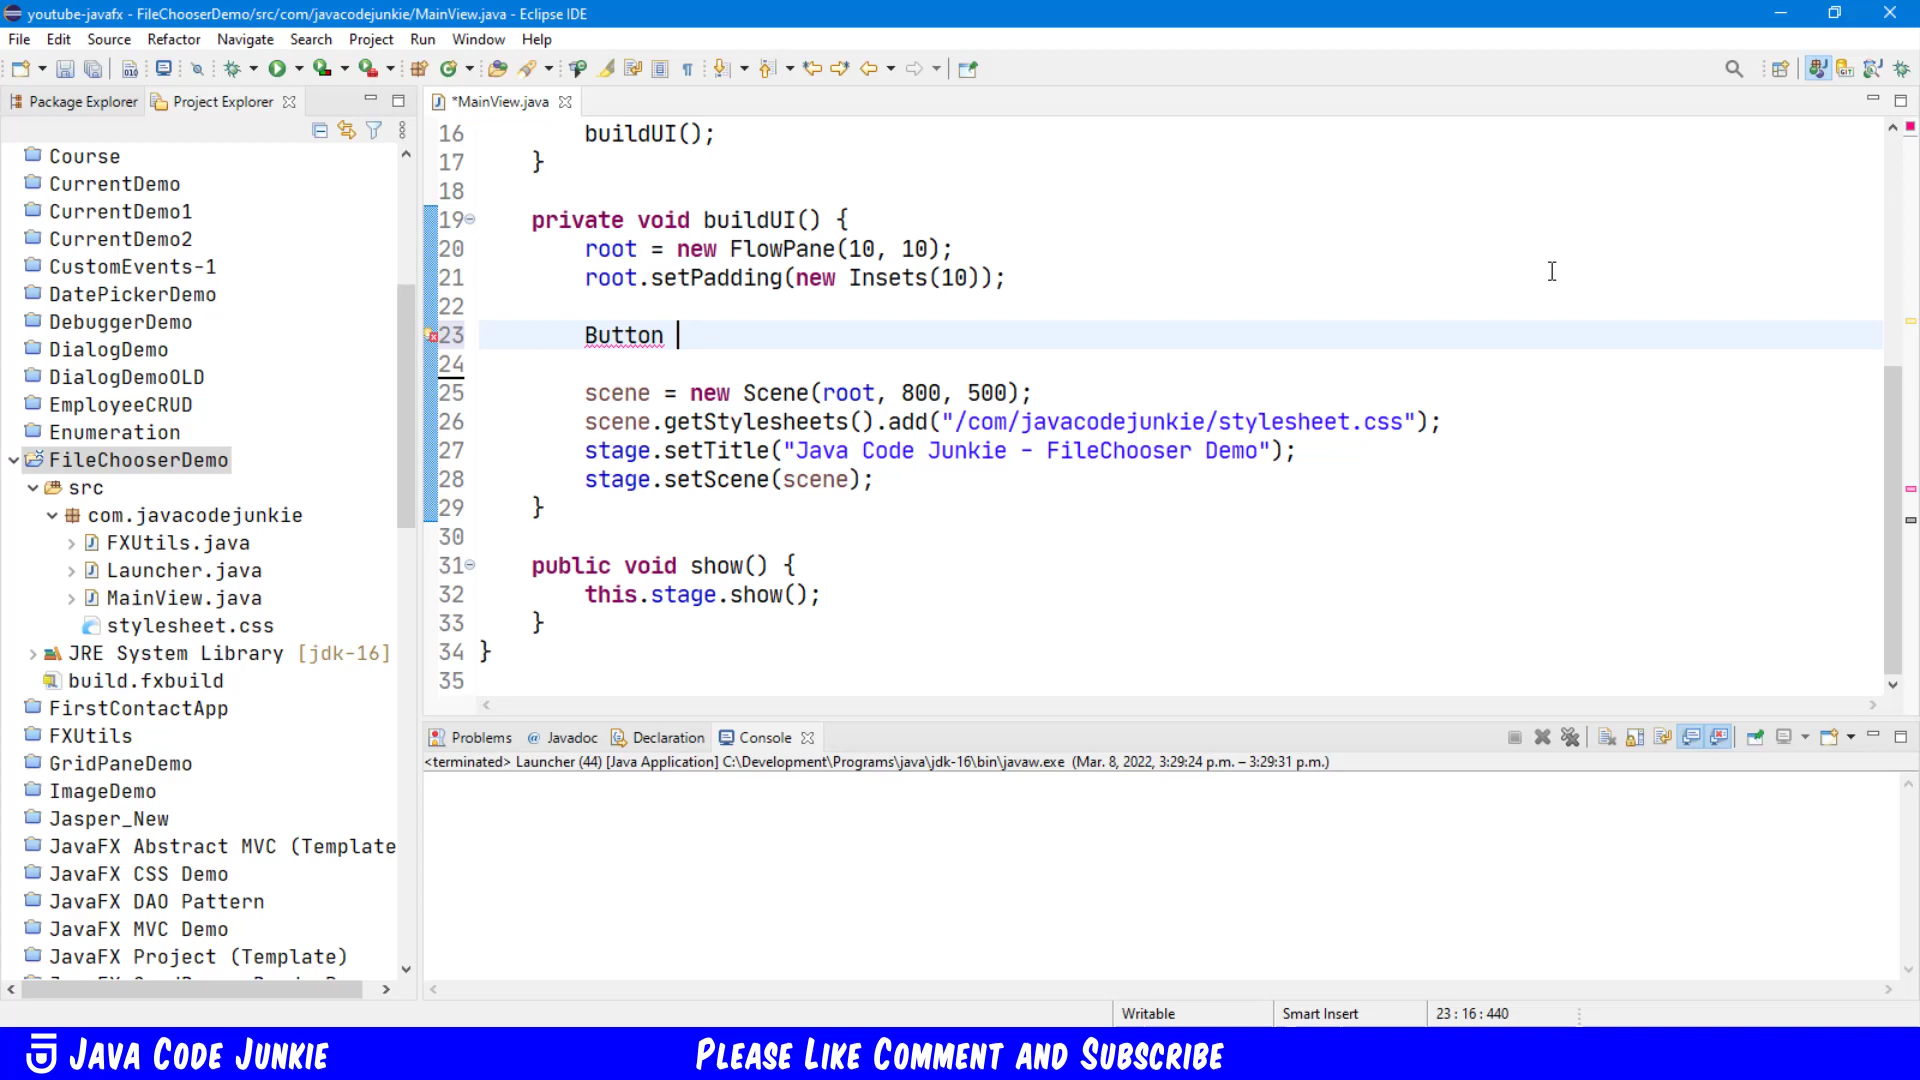 youtube-javafx - FileChooserDemo/src/com/javacodejunkie/MainView.java - Eclipse IDE
File Edit Source Refactor Navigate Search Project Run Window Help
Package Explorer Project Explorer
*MainView.java
Course
CurrentDemo
CurrentDemo1
CurrentDemo2
CustomEvents-1
DatePickerDemo
DebuggerDemo
DialogDemo
DialogDemoOLD
EmployeeCRUD
Enumeration
FileChooserDemo
src
com.javacodejunkie
FXUtils.java
Launcher.java
MainView.java
stylesheet.css
JRE System Library [jdk-16]
build.fxbuild
FirstContactApp
FXUtils
GridPaneDemo
ImageDemo
Jasper_New
JavaFX Abstract MVC (Template
JavaFX CSS Demo
JavaFX DAO Pattern
JavaFX MVC Demo
JavaFX Project (Template)
16 buildUI();
17 }
18
19 private void buildUI() {
20 root = new FlowPane(10, 10);
21 root.setPadding(new Insets(10));
22
23 Button
24
25 scene = new Scene(root, 800, 500);
26 scene.getStylesheets().add("/com/javacodejunkie/stylesheet.css");
27 stage.setTitle("Java Code Junkie - FileChooser Demo");
28 stage.setScene(scene);
29 }
30
31 public void show() {
32 this.stage.show();
33 }
34 }
35
Problems @ Javadoc Declaration Console
<terminated> Launcher (44) [Java Application] C:\Development\Programs\java\jdk-16\bin\javaw.exe (Mar. 8, 2022, 3:29:24 p.m. – 3:29:31 p.m.)
Writable Smart Insert 23 : 16 : 440
JAVA CODE JUNKIE
PLEASE LIKE COMMENT AND SUBSCRIBE